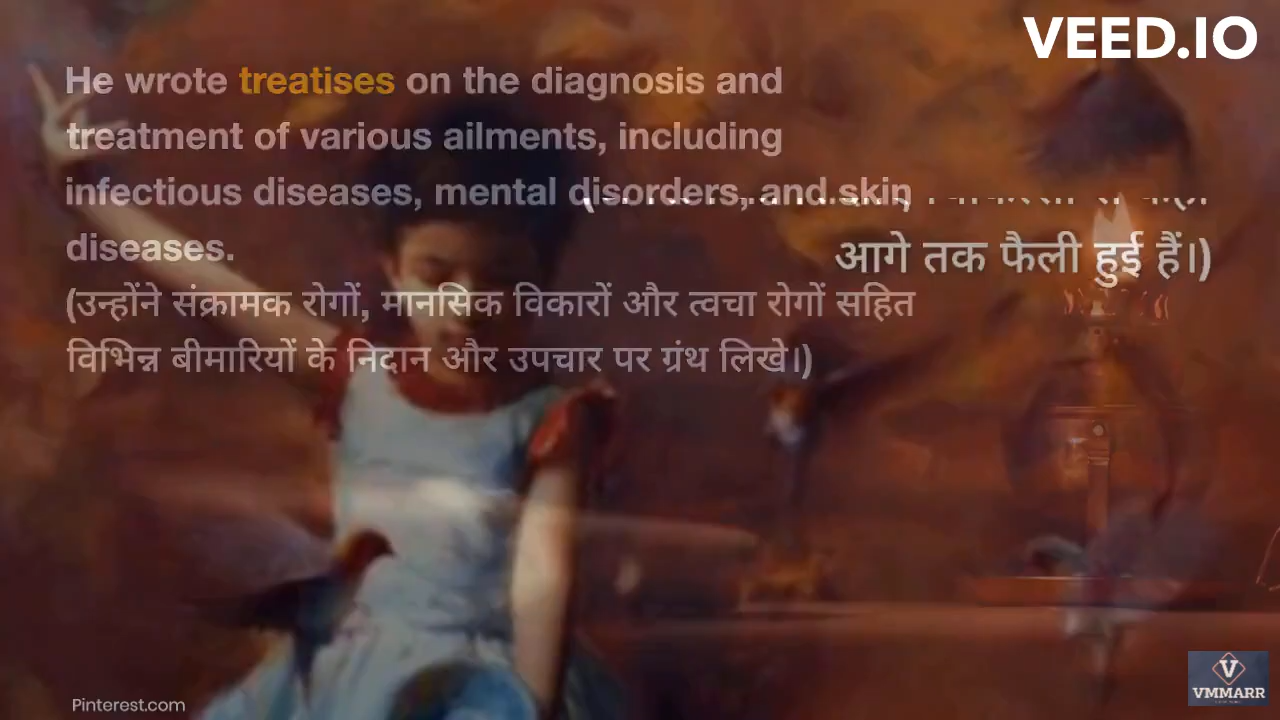 VEED.IO
He wrote treatises on the diagnosis and
treatment of various ailments, including
infectious diseases, mental disorders, and skin
diseases.
(उन्होंने संक्रामक रोगों, मानसिक विकारों और त्वचा रोगों सहित
विभिन्न बीमारियों के निदान और उपचार पर ग्रंथ लिखे।)
आगे तक फैली हुई हैं।)
Pinterest.com
V
VMMARR